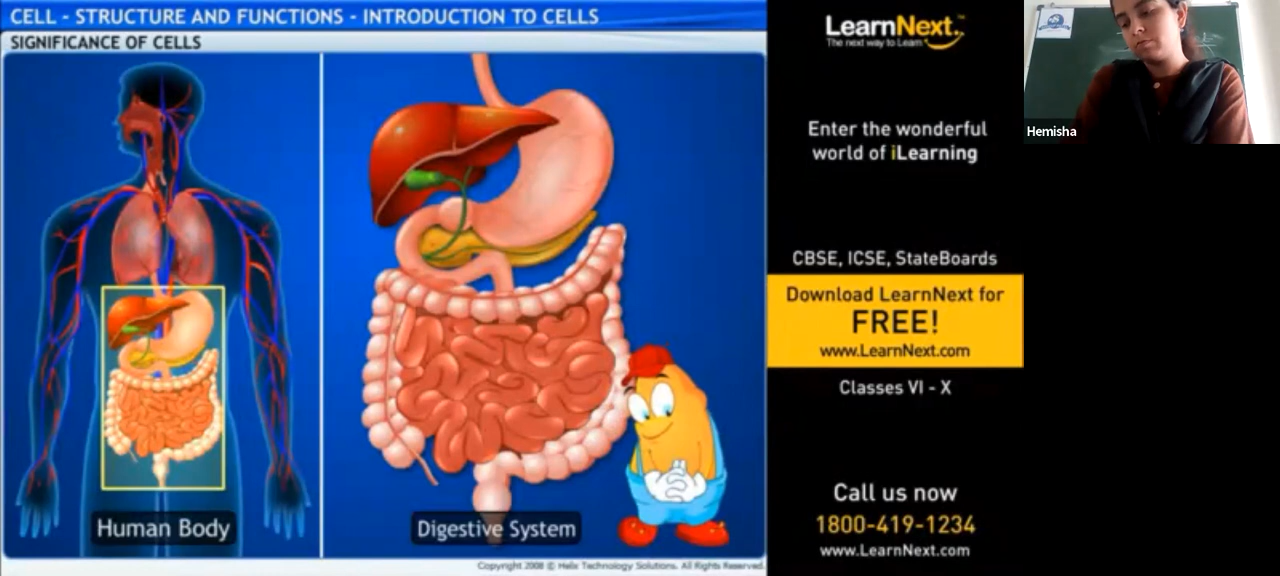 CELL - STRUCTURE AND FUNCTIONS - INTRODUCTION TO CELLS
SIGNIFICANCE OF CELLS
Human Body
Digestive System
Copyright 2008 © Helix Technology Solutions. All Rights Reserved.
LearnNext.™
The next way to Learn
Enter the wonderful
world of iLearning
CBSE, ICSE, StateBoards
Download LearnNext for
FREE!
www.LearnNext.com
Classes VI - X
Call us now
1800-419-1234
www.LearnNext.com
Hemisha